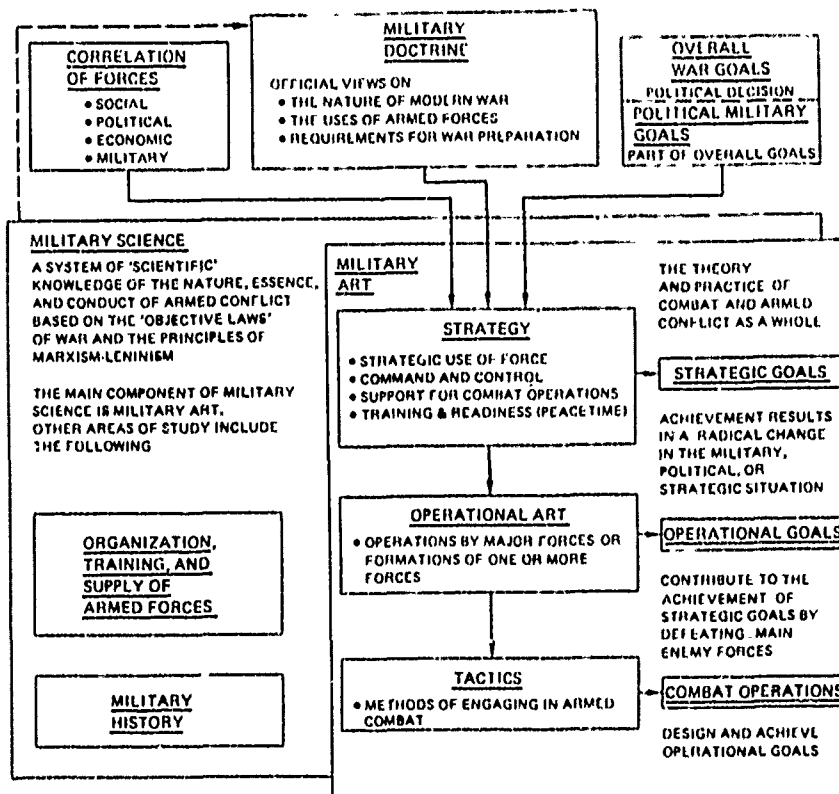 CORRELATION
OF FORCES
• SOCIAL
• POLITICAL
• ECONOMIC
• MILITARY
MILITARY
DOCTRINE
OFFICIAL VIEWS ON
• THE NATURE OF MODERN WAR
• THE USES OF ARMED FORCES
• REQUIREMENTS FOR WAR PREPARATION
OVERALL
WAR GOALS
POLITICAL DECISION
POLITICAL MILITARY
GOALS
PART OF OVERALL GOALS
MILITARY SCIENCE
A SYSTEM OF 'SCIENTIFIC'
KNOWLEDGE OF THE NATURE, ESSENCE,
AND CONDUCT OF ARMED CONFLICT
BASED ON THE 'OBJECTIVE LAWS'
OF WAR AND THE PRINCIPLES OF
MARXISM-LENINISM
THE MAIN COMPONENT OF MILITARY
SCIENCE IS MILITARY ART.
OTHER AREAS OF STUDY INCLUDE
THE FOLLOWING
ORGANIZATION,
TRAINING, AND
SUPPLY OF
ARMED FORCES
MILITARY
HISTORY
MILITARY
ART
THE THEORY
AND PRACTICE OF
COMBAT AND ARMED
CONFLICT AS A WHOLE
STRATEGY
• STRATEGIC USE OF FORCE
• COMMAND AND CONTROL
• SUPPORT FOR COMBAT OPERATIONS
• TRAINING & READINESS (PEACETIME)
STRATEGIC GOALS
ACHIEVEMENT RESULTS
IN A RADICAL CHANGE
IN THE MILITARY,
POLITICAL, OR
STRATEGIC SITUATION
OPERATIONAL ART
• OPERATIONS BY MAJOR FORCES OR
FORMATIONS OF ONE OR MORE
FORCES
OPERATIONAL GOALS
CONTRIBUTE TO THE
ACHIEVEMENT OF
STRATEGIC GOALS BY
DEFEATING MAIN
ENEMY FORCES
TACTICS
• METHODS OF ENGAGING IN ARMED
COMBAT
COMBAT OPERATIONS
DESIGN AND ACHIEVE
OPERATIONAL GOALS